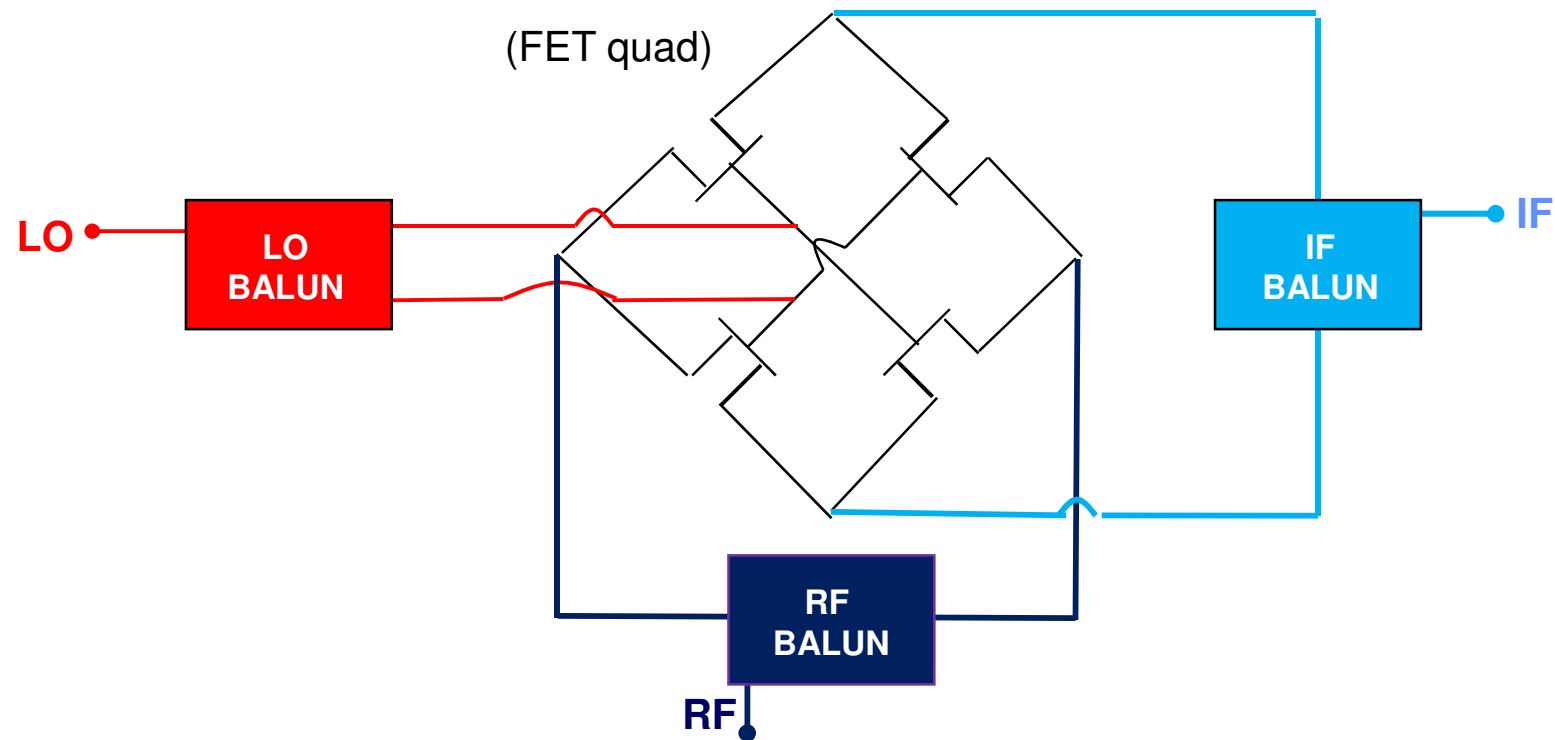 (FET quad)
LO
LO
BALUN
IF
BALUN
IF
RF
BALUN
RF